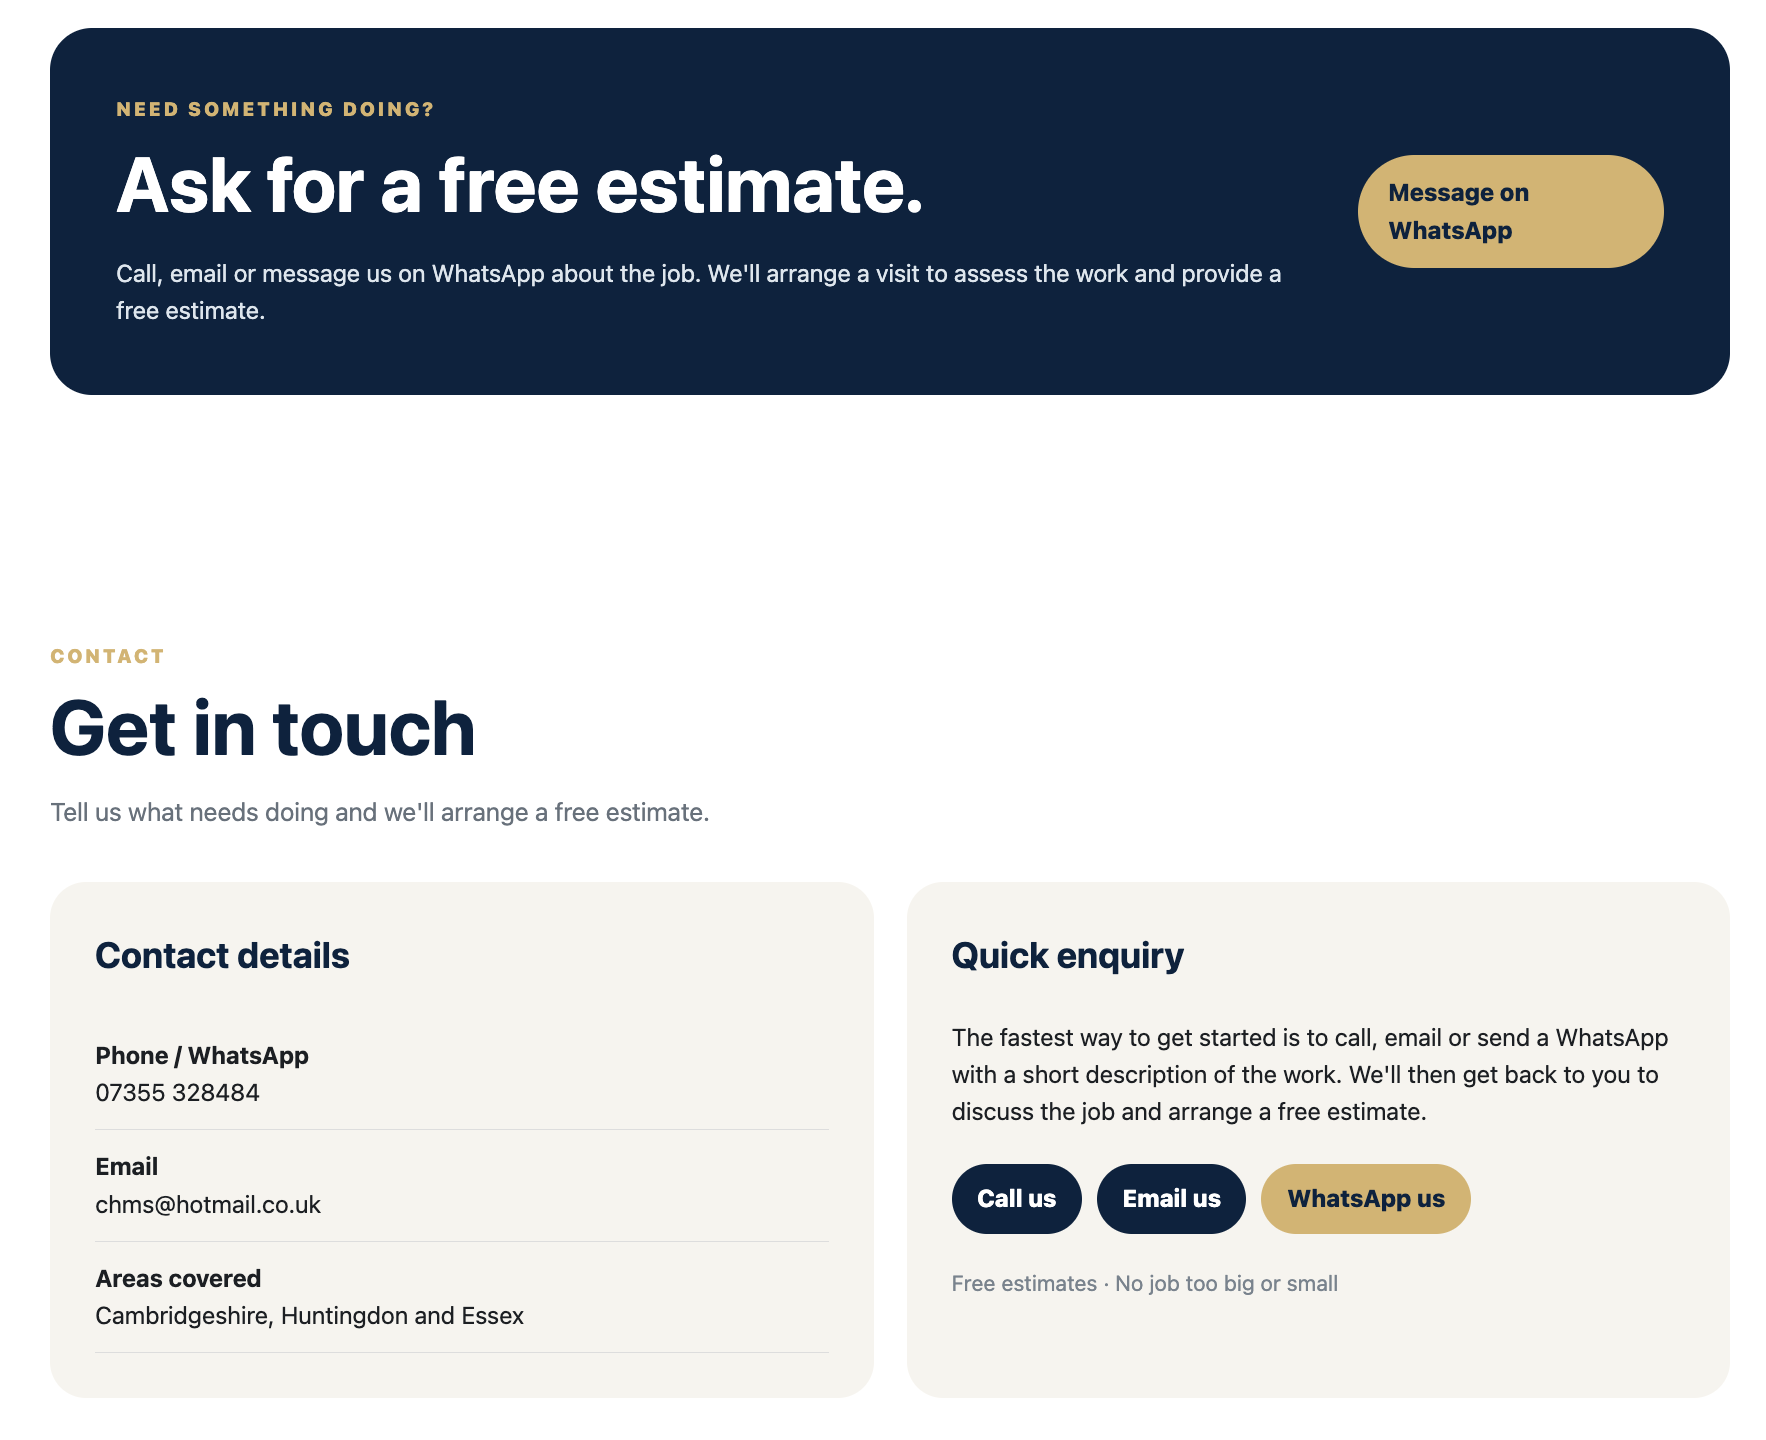 NEED SOMETHING DOING?
Ask for a free estimate.
Call, email or message us on WhatsApp about the job. We'll arrange a visit to assess the work and provide a
free estimate.
Message on
WhatsApp
CONTACT
Get in touch
Tell us what needs doing and we'll arrange a free estimate.
Contact details
Phone / WhatsApp
07355 328484
Email
chms@hotmail.co.uk
Areas covered
Cambridgeshire, Huntingdon and Essex
Quick enquiry
The fastest way to get started is to call, email or send a WhatsApp
with a short description of the work. We'll then get back to you to
discuss the job and arrange a free estimate.
Call us
Email us
WhatsApp us
Free estimates · No job too big or small